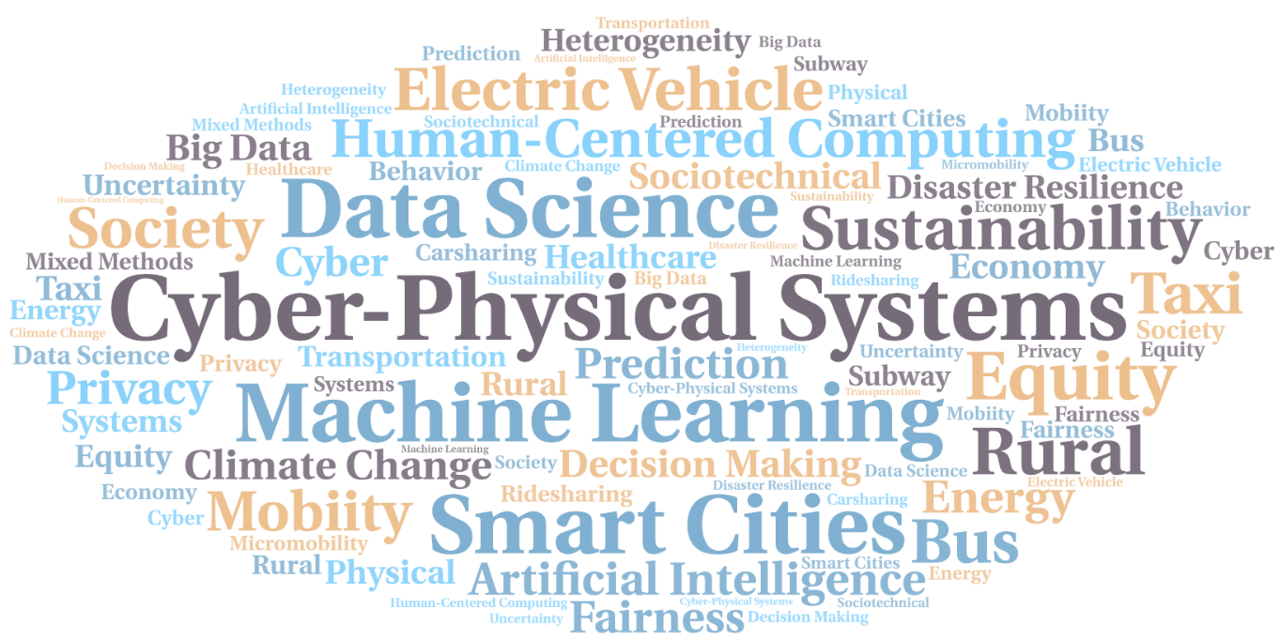 Transportation
Heterogeneity
Big Data
Prediction
Artificial Intelligence
Subway
Electric Vehicle
Heterogeneity
Physical
Artificial Intelligence
Mobiity
Mixed Methods
Sociotechnical
Prediction
Smart Cities
Big Data
Human-Centered Computing
Bus
Decision Making
Healthcare
Behavior
Climate Change
Sociotechnical
Micromobility
Electric Vehicle
Uncertainty
Data Science
Sustainability
Disaster Resilience
Human-Centered Computing
Society
Economy
Behavior
Sustainability
Cyber
Mixed Methods
Cyber
Carsharing
Healthcare
Disaster Resilience
Machine Learning
Economy
Taxi
Sustainability
Big Data
Ridesharing
Taxi
Energy
Cyber-Physical Systems
Climate Change
Society
Data Science
Privacy
Transportation
Prediction
Heterogeneity
Uncertainty
Privacy
Equity
Privacy
Systems
Rural
Cyber-Physical Systems
Subway
Equity
Transportation
Systems
Machine Learning
Mobiity
Fairness
Fairness
Equity
Climate Change
Machine Learning
Society
Decision Making
Data Science
Rural
Electric Vehicle
Economy
Ridesharing
Disaster Resilience
Carsharing
Energy
Cyber
Mobiity
Smart Cities
Bus
Micromobility
Rural
Physical
Artificial Intelligence
Smart Cities
Energy
Human-Centered Computing
Fairness
Cyber-Physical Systems
Sociotechnical
Uncertainty
Decision Making